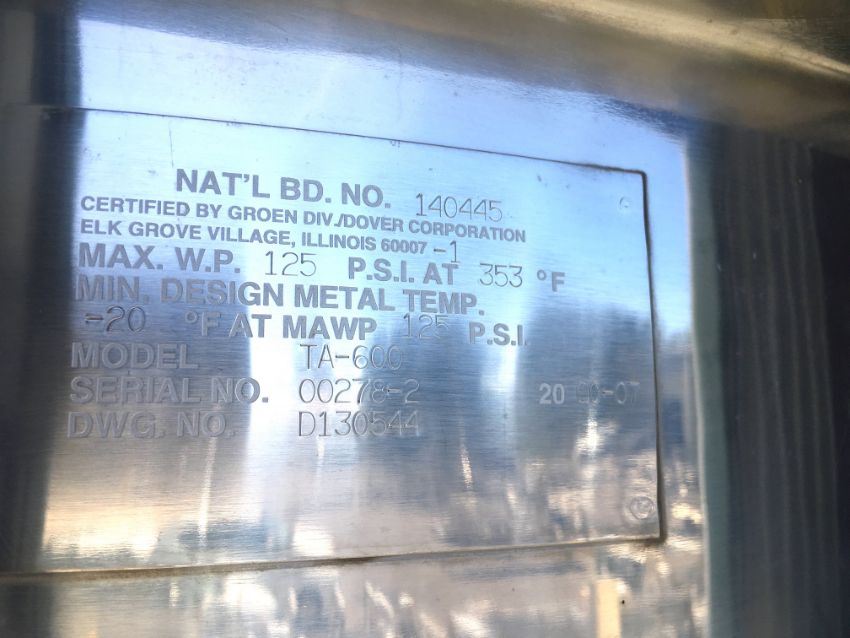 NAT'L BD. NO. 140445
CERTIFIED BY GROEN DIV./DOVER CORPORATION
ELK GROVE VILLAGE, ILLINOIS 60007 -1
MAX. W.P. 125 P.S.I. AT 353 °F
MIN. DESIGN METAL TEMP.
-20 °F AT MAWP 125 P.S.I.
MODEL TA-600
SERIAL NO. 00278-2 20 00-07
DWG. NO. D130544